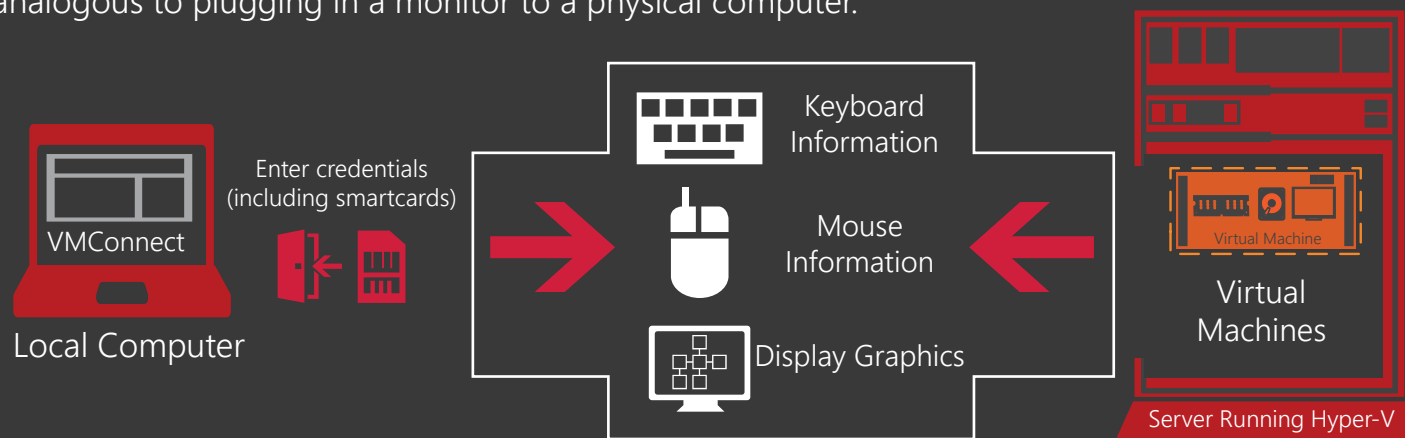 analogous to plugging in a monitor to a physical computer.
Enter credentials
(including smartcards)
VMConnect
Local Computer
Keyboard
Information
Mouse
Information
Display Graphics
Virtual Machine
Virtual
Machines
Server Running Hyper-V